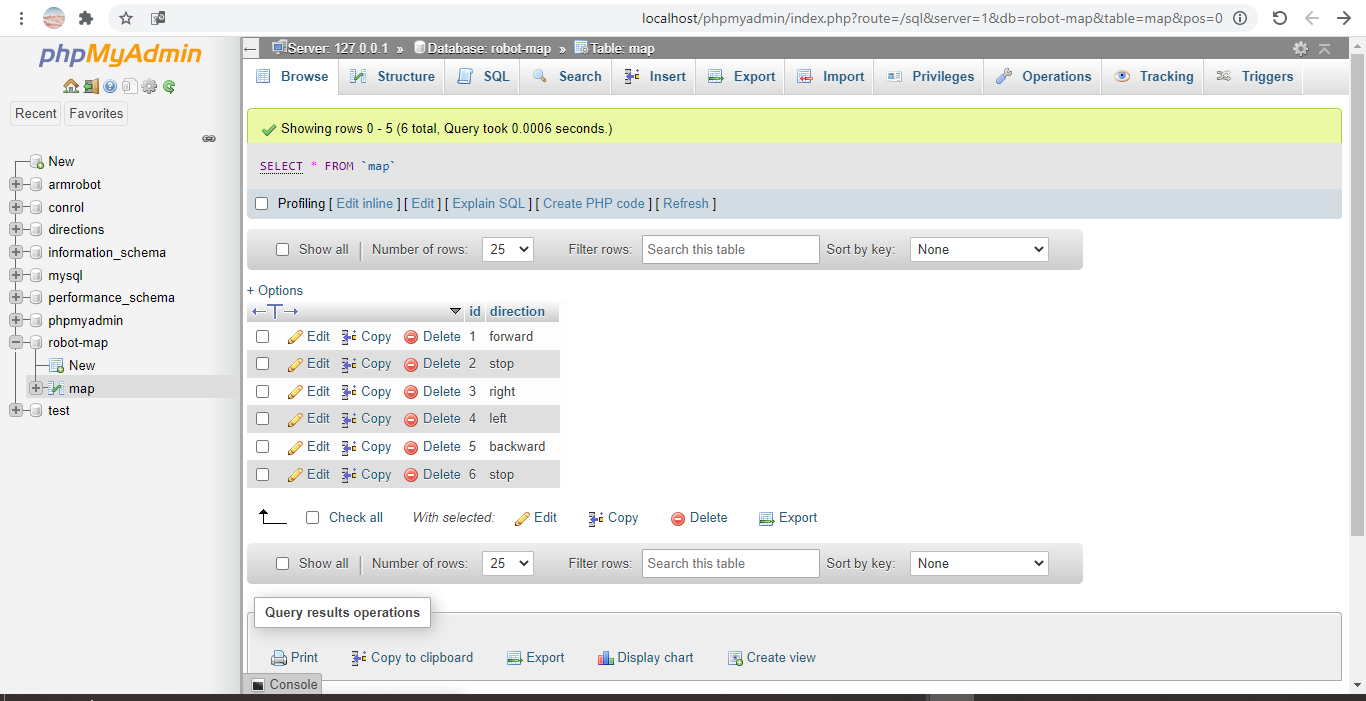 localhost/phpmyadmin/index.php?route=/sql&server=1&db=robot-map&table=map&pos=0
phpMyAdmin
Recent Favorites
New
armrobot
conrol
directions
information_schema
mysql
performance_schema
phpmyadmin
robot-map
New
map
test
Server: 127.0.0.1 » Database: robot-map » Table: map
Browse Structure SQL Search Insert Export Import Privileges Operations Tracking Triggers
Showing rows 0 - 5 (6 total, Query took 0.0006 seconds.)
SELECT * FROM `map`
Profiling [ Edit inline ] [ Edit ] [ Explain SQL ] [ Create PHP code ] [ Refresh ]
Show all | Number of rows: 25 Filter rows: Search this table Sort by key: None
+ Options
←T→ id direction
Edit Copy Delete 1 forward
Edit Copy Delete 2 stop
Edit Copy Delete 3 right
Edit Copy Delete 4 left
Edit Copy Delete 5 backward
Edit Copy Delete 6 stop
Check all With selected: Edit Copy Delete Export
Show all | Number of rows: 25 Filter rows: Search this table Sort by key: None
Query results operations
Print Copy to clipboard Export Display chart Create view
Console